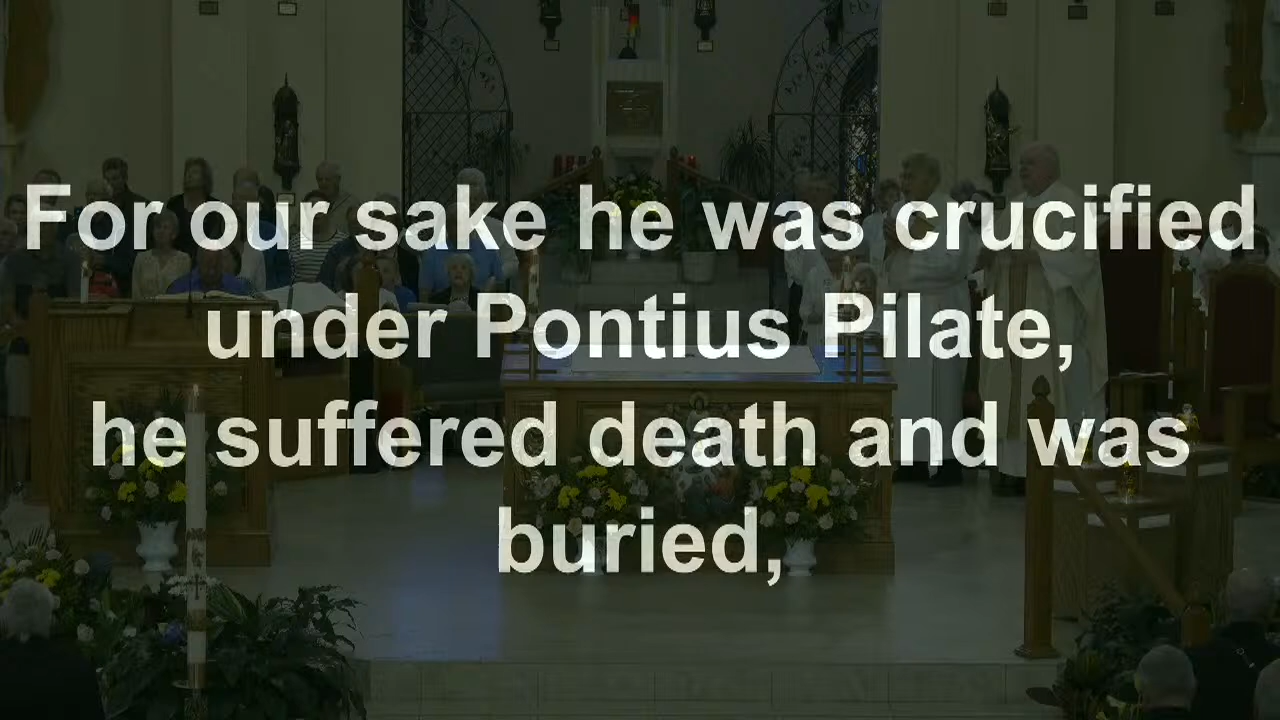 For our sake he was crucified
under Pontius Pilate,
he suffered death and was
buried,